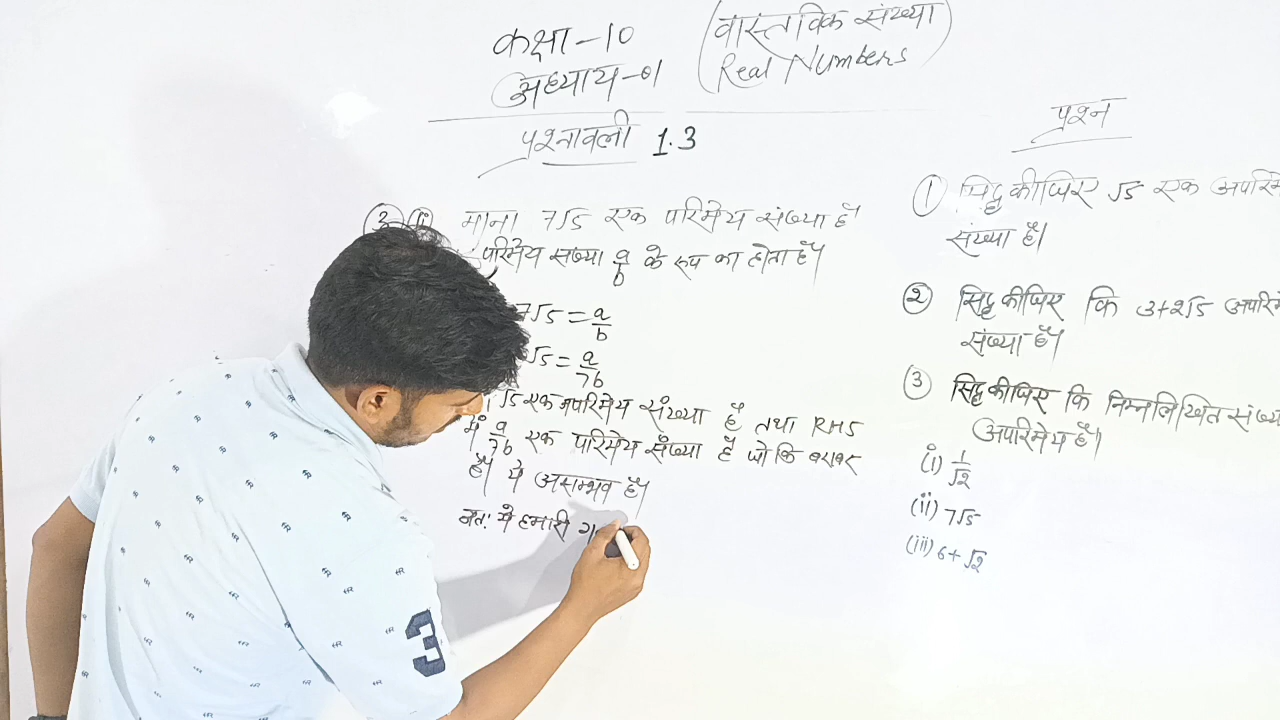 कक्षा-10
अध्याय-01
(वास्तविक संख्या)
(Real Numbers)
प्रश्नावली 1.3
माना 7√5 एक परिमेय संख्या है
परिमेय संख्या a/b के रूप का होता है।
7√5 = a/b
√5 = a/7b
√5 एक अपरिमेय संख्या है तथा RHS
में a/7b एक परिमेय संख्या है जो कि बराबर
है। ये असम्भव है।
अतः ये हमारी
प्रश्न
① सिद्ध कीजिए √5 एक अपरिमे
संख्या है।
② सिद्ध कीजिए कि 3+2√5 अपरिमे
संख्या है।
③ सिद्ध कीजिए कि निम्नलिखित संख्या
अपरिमेय है।
(i) 1/√2
(ii) 7√5
(iii) 6+√2
3